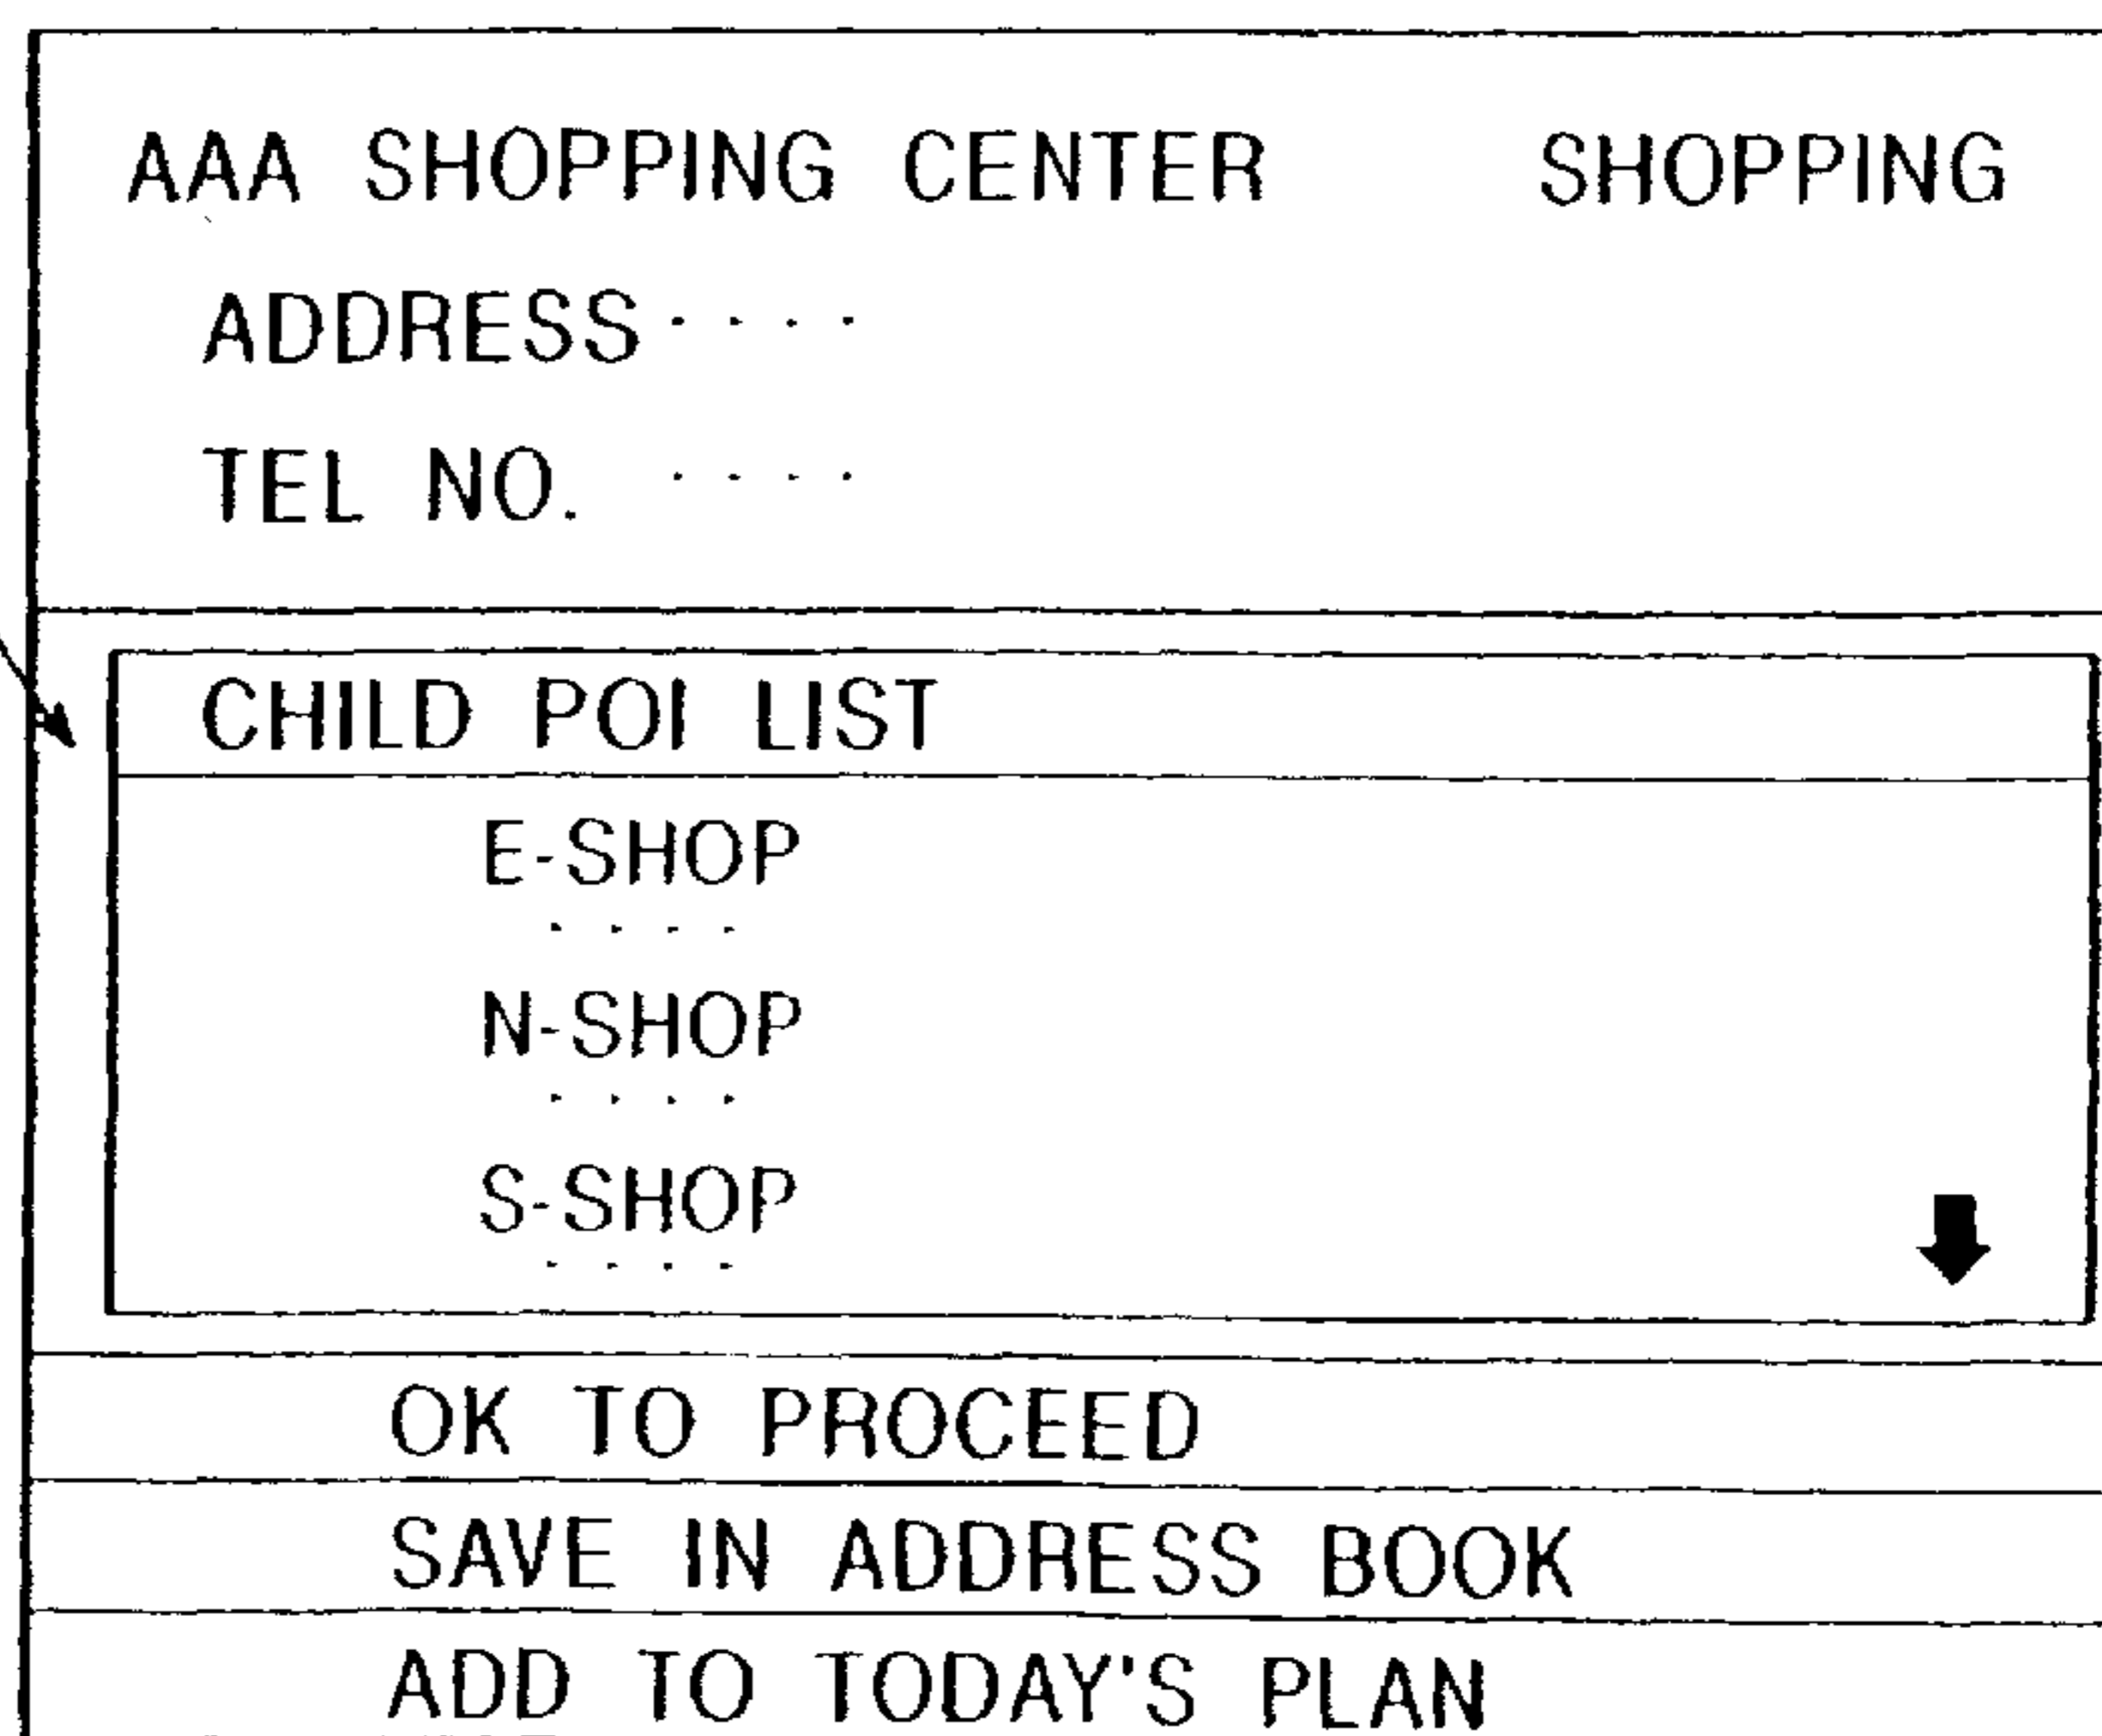 AAA SHOPPING CENTER SHOPPING
ADDRESS · · · ·
TEL NO. · · · ·
CHILD POI LIST
E-SHOP
· · · ·
N-SHOP
· · · ·
S-SHOP
· · · ·
OK TO PROCEED
SAVE IN ADDRESS BOOK
ADD TO TODAY'S PLAN